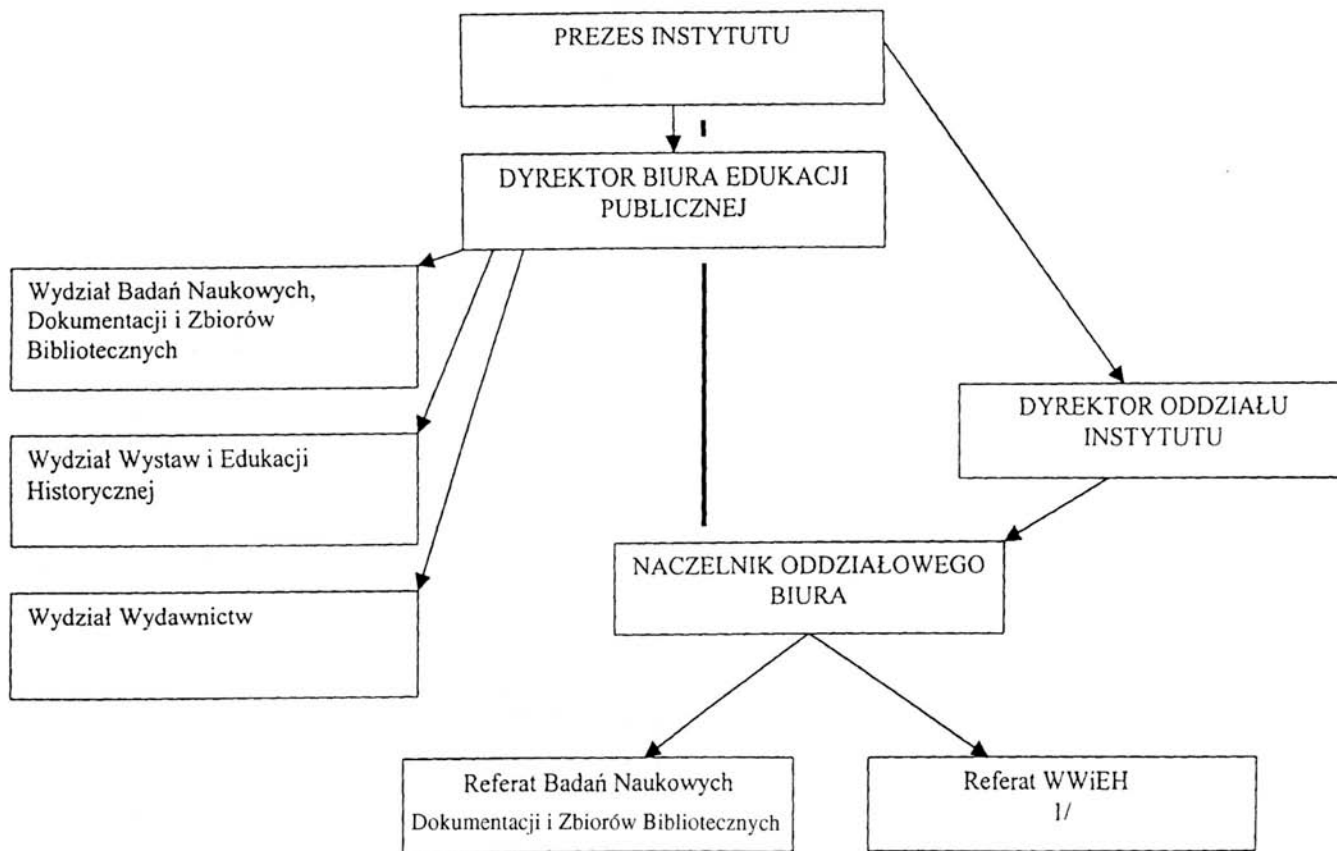 PREZES INSTYTUTU
DYREKTOR BIURA EDUKACJI
PUBLICZNEJ
Wydział Badań Naukowych,
Dokumentacji i Zbiorów
Bibliotecznych
DYREKTOR ODDZIAŁU
INSTYTUTU
Wydział Wystaw i Edukacji
Historycznej
NACZELNIK ODDZIAŁOWEGO
BIURA
Wydział Wydawnictw
Referat Badań Naukowych
Dokumentacji i Zbiorów Bibliotecznych
Referat WWiEH
1/